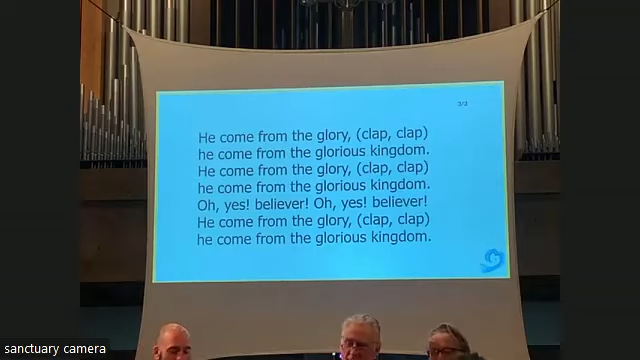 3/2
He come from the glory, (clap, clap)
he come from the glorious kingdom.
He come from the glory, (clap, clap)
he come from the glorious kingdom.
Oh, yes! believer! Oh, yes! believer!
He come from the glory, (clap, clap)
he come from the glorious kingdom.
sanctuary camera